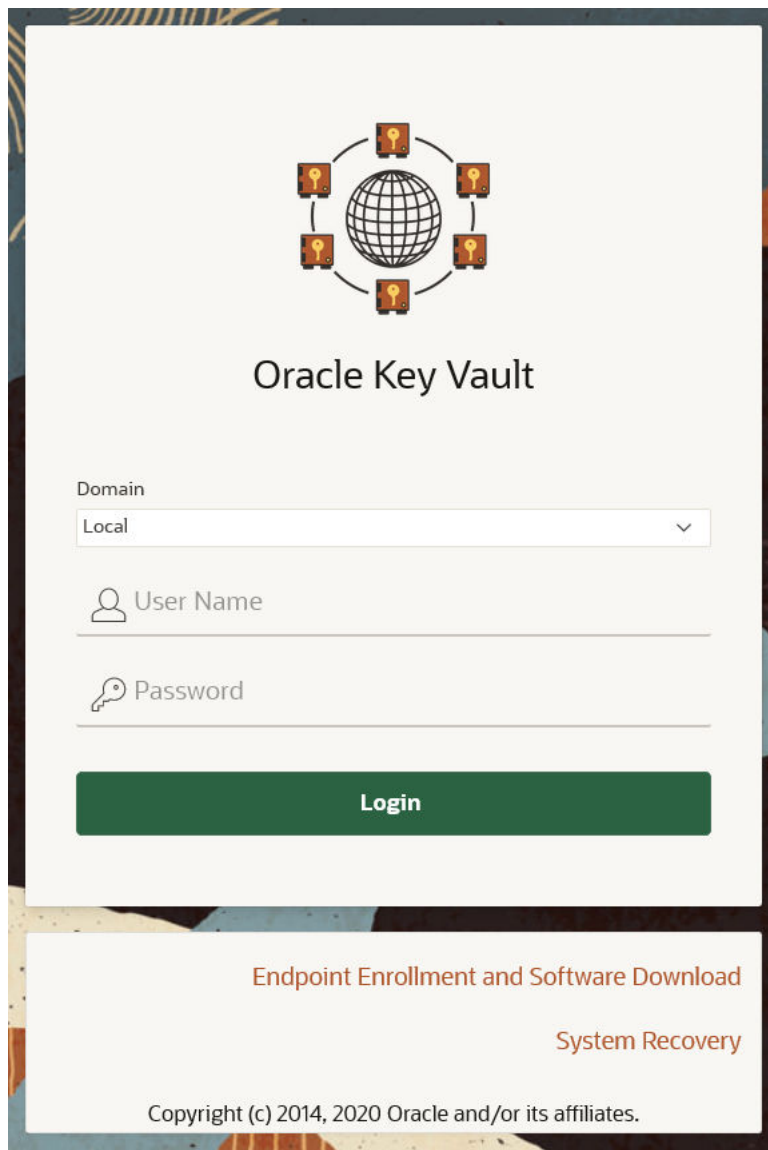 Oracle Key Vault
Domain
Local
User Name
Password
Login
Endpoint Enrollment and Software Download
System Recovery
Copyright (c) 2014, 2020 Oracle and/or its affiliates.